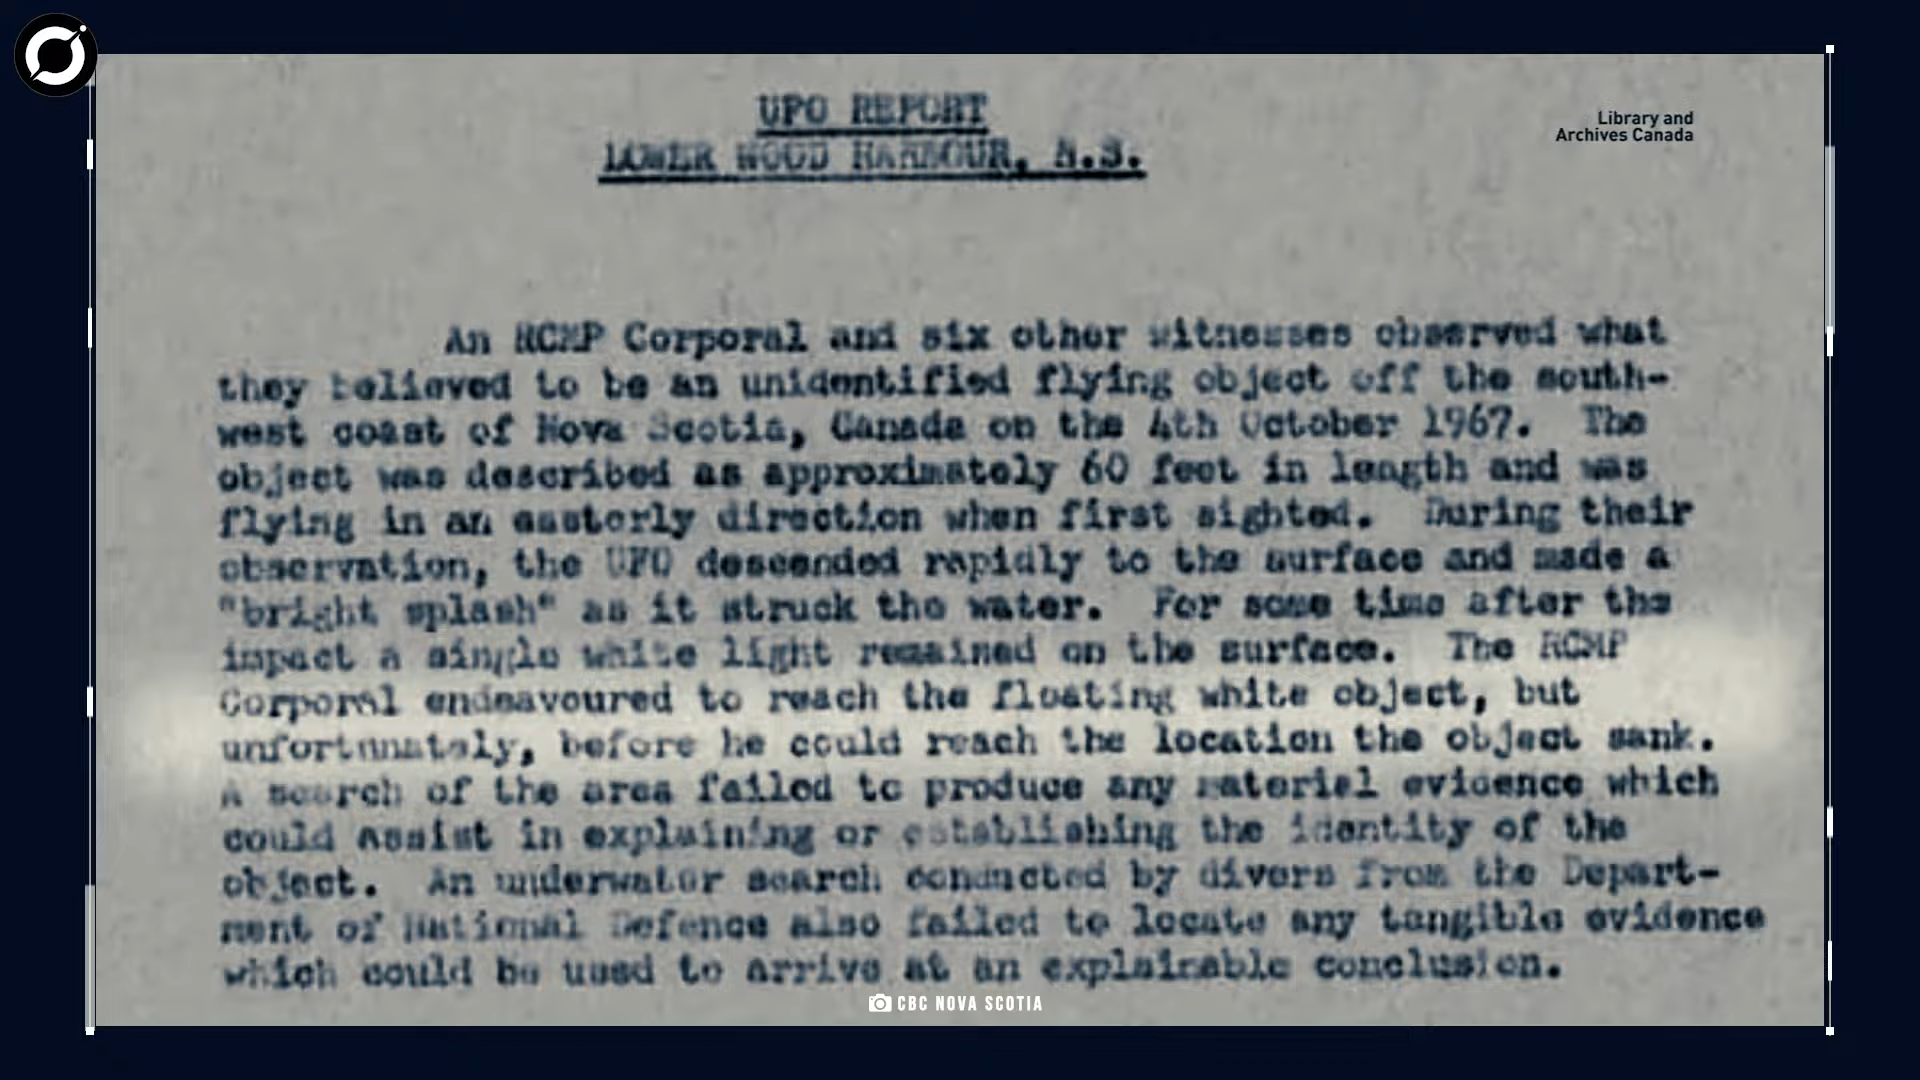 UFO REPORT
LOWER WOOD HARBOUR, N.S.
Library and
Archives Canada
An RCMP Corporal and six other witnesses observed what
they believed to be an unidentified flying object off the south-
west coast of Nova Scotia, Canada on the 4th October 1967. The
object was described as approximately 60 feet in length and was
flying in an easterly direction when first sighted. During their
observation, the UFO descended rapidly to the surface and made a
"bright splash" as it struck the water. For some time after the
impact a single white light remained on the surface. The RCMP
Corporal endeavoured to reach the floating white object, but
unfortunately, before he could reach the location the object sank.
A search of the area failed to produce any material evidence which
could assist in explaining or establishing the identity of the
object. An underwater search conducted by divers from the Depart-
ment of National Defence also failed to locate any tangible evidence
which could be used to arrive at an explainable conclusion.
CBC NOVA SCOTIA